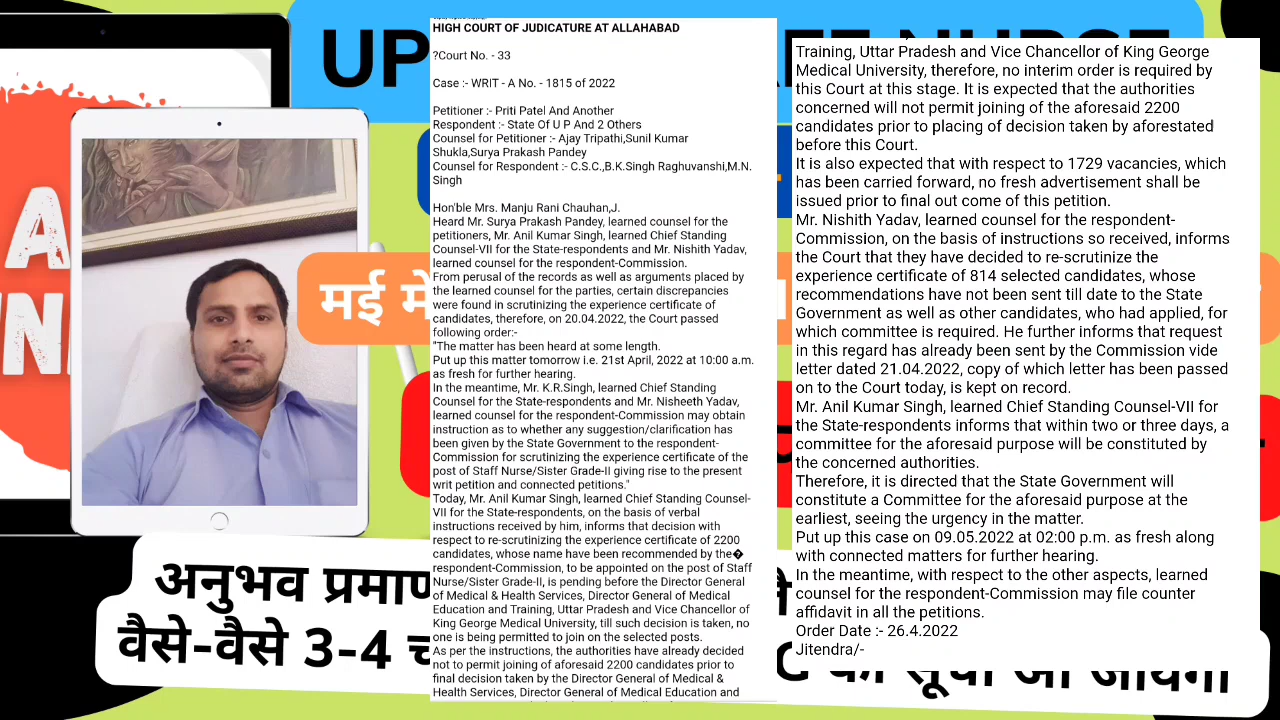 UP
मई में
अनुभव प्रमाण
वैसे-वैसे 3-4
HIGH COURT OF JUDICATURE AT ALLAHABAD
?Court No. - 33
Case :- WRIT - A No. - 1815 of 2022
Petitioner :- Priti Patel And Another
Respondent :- State Of U P And 2 Others
Counsel for Petitioner :- Ajay Tripathi,Sunil Kumar
Shukla,Surya Prakash Pandey
Counsel for Respondent :- C.S.C.,B.K.Singh Raghuvanshi,M.N.
Singh
Hon'ble Mrs. Manju Rani Chauhan,J.
Heard Mr. Surya Prakash Pandey, learned counsel for the
petitioners, Mr. Anil Kumar Singh, learned Chief Standing
Counsel-VII for the State-respondents and Mr. Nishith Yadav,
learned counsel for the respondent-Commission.
From perusal of the records as well as arguments placed by
the learned counsel for the parties, certain discrepancies
were found in scrutinizing the experience certificate of
candidates, therefore, on 20.04.2022, the Court passed
following order:-
"The matter has been heard at some length.
Put up this matter tomorrow i.e. 21st April, 2022 at 10:00 a.m.
as fresh for further hearing.
In the meantime, Mr. K.R.Singh, learned Chief Standing
Counsel for the State-respondents and Mr. Nisheeth Yadav,
learned counsel for the respondent-Commission may obtain
instruction as to whether any suggestion/clarification has
been given by the State Government to the respondent-
Commission for scrutinizing the experience certificate of the
post of Staff Nurse/Sister Grade-II giving rise to the present
writ petition and connected petitions."
Today, Mr. Anil Kumar Singh, learned Chief Standing Counsel-
VII for the State-respondents, on the basis of verbal
instructions received by him, informs that decision with
respect to re-scrutinizing the experience certificate of 2200
candidates, whose name have been recommended by the�
respondent-Commission, to be appointed on the post of Staff
Nurse/Sister Grade-II, is pending before the Director General
of Medical & Health Services, Director General of Medical
Education and Training, Uttar Pradesh and Vice Chancellor of
King George Medical University, till such decision is taken, no
one is being permitted to join on the selected posts.
As per the instructions, the authorities have already decided
not to permit joining of aforesaid 2200 candidates prior to
final decision taken by the Director General of Medical &
Health Services, Director General of Medical Education and
Training, Uttar Pradesh and Vice Chancellor of King George
Medical University, therefore, no interim order is required by
this Court at this stage. It is expected that the authorities
concerned will not permit joining of the aforesaid 2200
candidates prior to placing of decision taken by aforestated
before this Court.
It is also expected that with respect to 1729 vacancies, which
has been carried forward, no fresh advertisement shall be
issued prior to final out come of this petition.
Mr. Nishith Yadav, learned counsel for the respondent-
Commission, on the basis of instructions so received, informs
the Court that they have decided to re-scrutinize the
experience certificate of 814 selected candidates, whose
recommendations have not been sent till date to the State
Government as well as other candidates, who had applied, for
which committee is required. He further informs that request
in this regard has already been sent by the Commission vide
letter dated 21.04.2022, copy of which letter has been passed
on to the Court today, is kept on record.
Mr. Anil Kumar Singh, learned Chief Standing Counsel-VII for
the State-respondents informs that within two or three days, a
committee for the aforesaid purpose will be constituted by
the concerned authorities.
Therefore, it is directed that the State Government will
constitute a Committee for the aforesaid purpose at the
earliest, seeing the urgency in the matter.
Put up this case on 09.05.2022 at 02:00 p.m. as fresh along
with connected matters for further hearing.
In the meantime, with respect to the other aspects, learned
counsel for the respondent-Commission may file counter
affidavit in all the petitions.
Order Date :- 26.4.2022
Jitendra/-